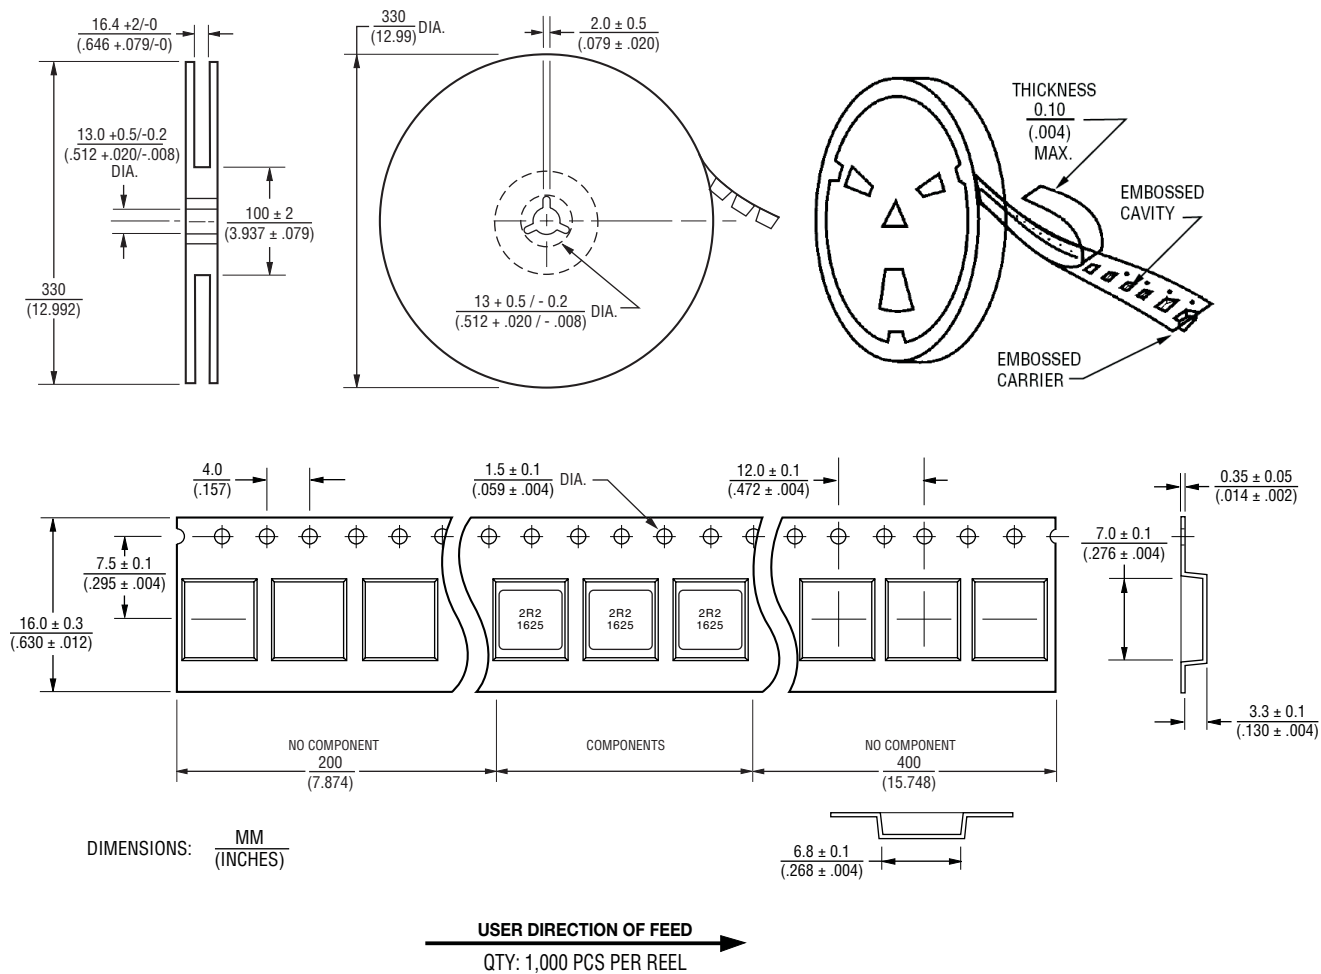 16.4 +2/-0
(.646 +.079/-0)
330
(12.99)
DIA.
2.0 ± 0.5
(.079 ± .020)
13.0 +0.5/-0.2
(.512 +.020/-.008)
DIA.
100 ± 2
(3.937 ± .079)
330
(12.992)
13 + 0.5 / - 0.2
(.512 + .020 / - .008)
DIA.
THICKNESS
0.10
(.004)
MAX.
EMBOSSED
CAVITY
EMBOSSED
CARRIER
4.0
(.157)
1.5 ± 0.1
(.059 ± .004)
DIA.
12.0 ± 0.1
(.472 ± .004)
0.35 ± 0.05
(.014 ± .002)
7.5 ± 0.1
(.295 ± .004)
7.0 ± 0.1
(.276 ± .004)
16.0 ± 0.3
(.630 ± .012)
2R2
1625
2R2
1625
2R2
1625
3.3 ± 0.1
(.130 ± .004)
NO COMPONENT
200
(7.874)
COMPONENTS
NO COMPONENT
400
(15.748)
DIMENSIONS:
MM
(INCHES)
6.8 ± 0.1
(.268 ± .004)
USER DIRECTION OF FEED
QTY: 1,000 PCS PER REEL